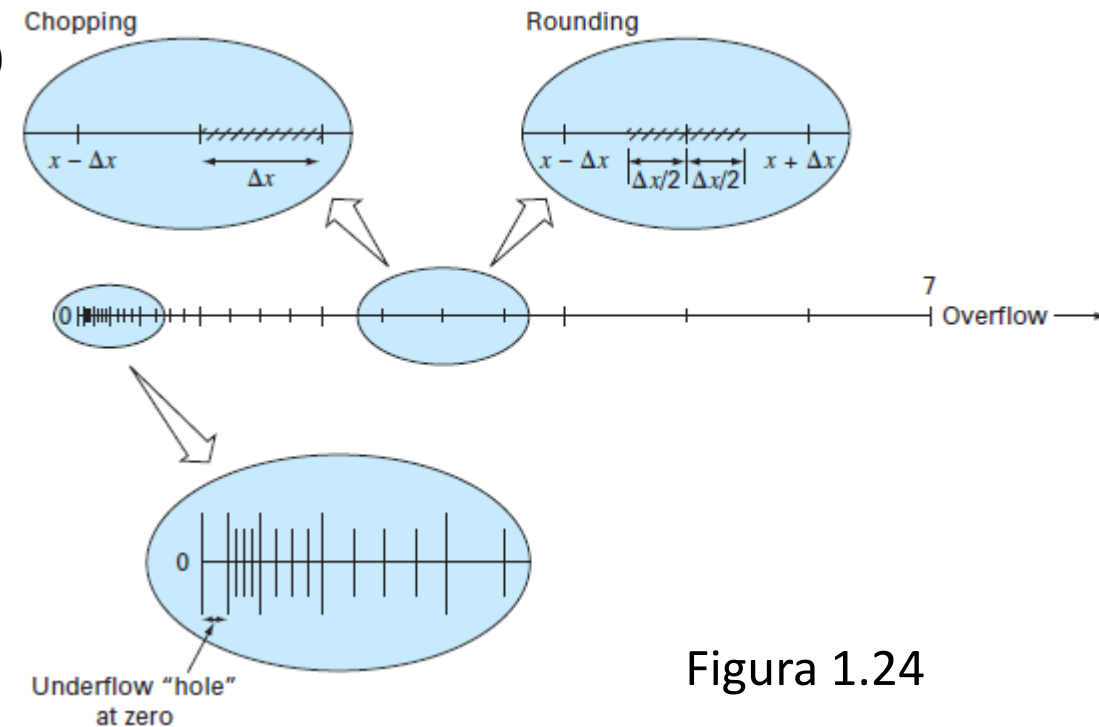 Chopping
Rounding
)
x – Δx
Δx
x – Δx
Δx/2
Δx/2
x + Δx
7
0
Overflow
0
Underflow “hole”
at zero
Figura 1.24